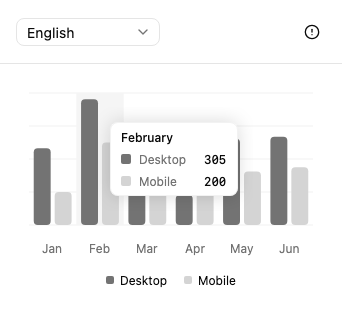 English
February
Desktop 305
Mobile 200
Jan Feb Mar Apr May Jun
Desktop Mobile